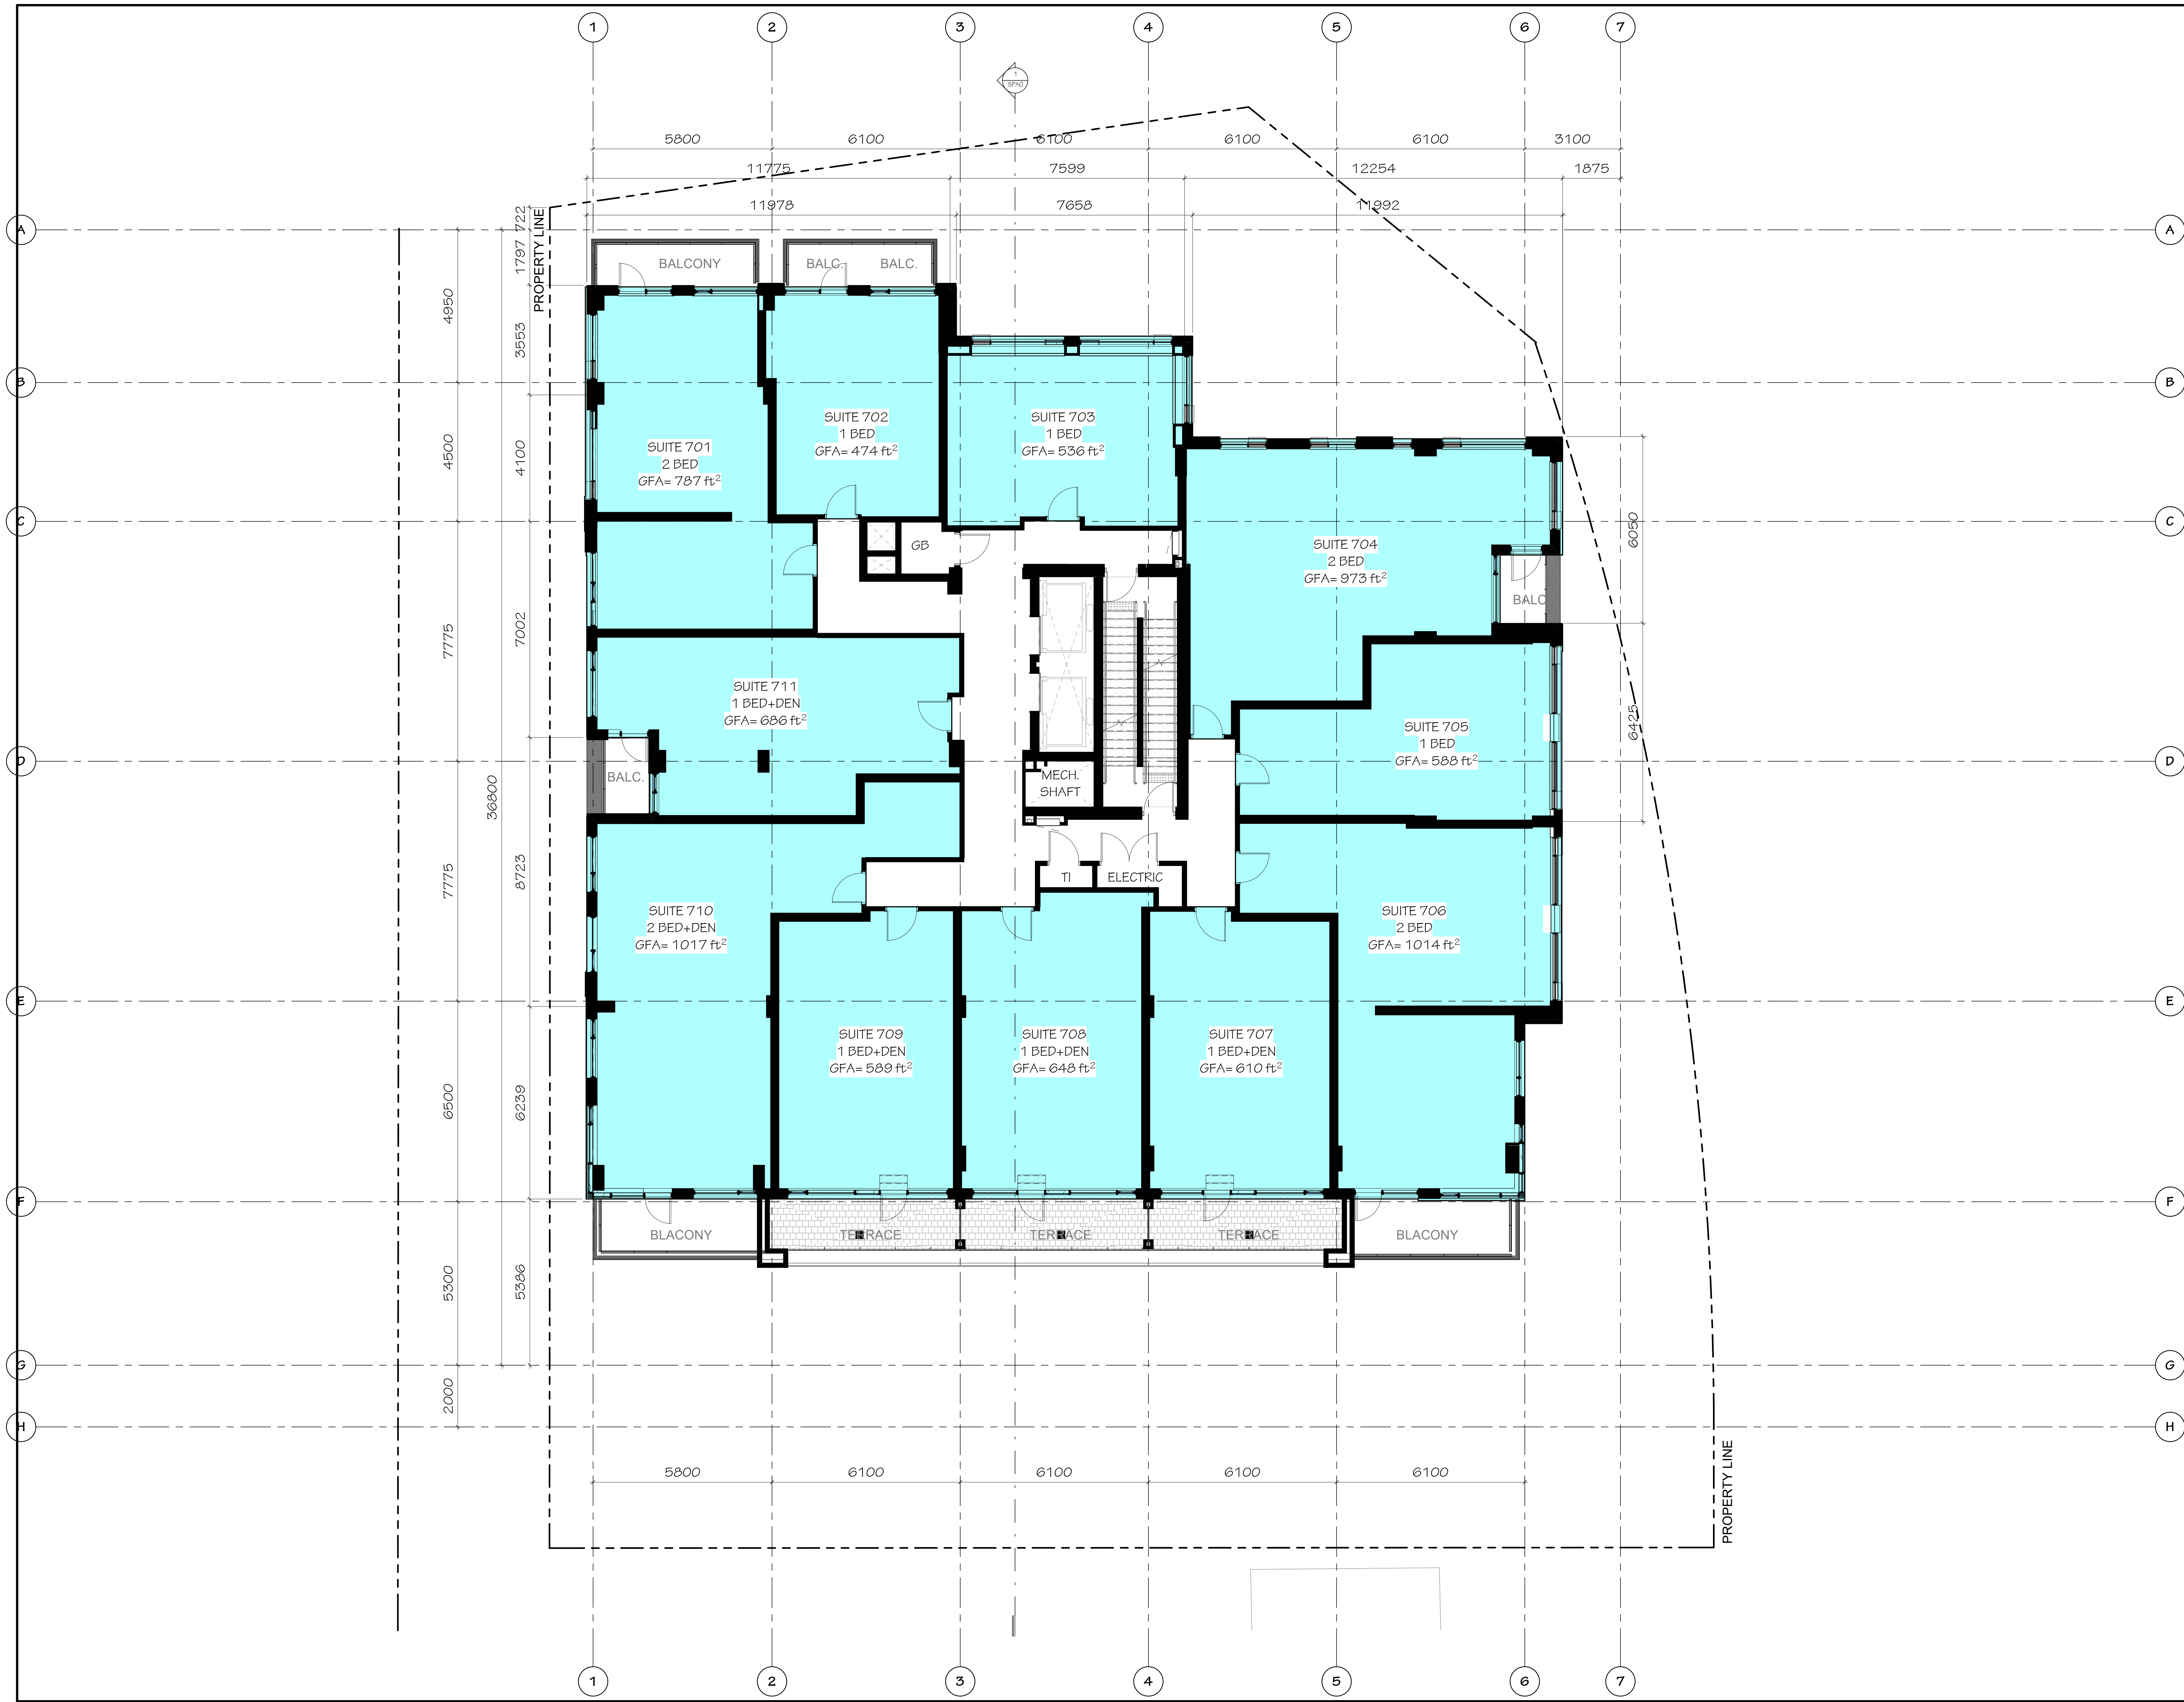 1 2 3 4 5 6 7
1
SPA0
5800 6100 6100 6100 6100 3100
11775 7599 12254 1875
11978 7658 11992
722
PROPERTY LINE
A A
1797
BALCONY BALC. BALC.
4950
3553
B B
SUITE 701
2 BED
GFA= 787 ft²
SUITE 702
1 BED
GFA= 474 ft²
SUITE 703
1 BED
GFA= 536 ft²
4500
4100
C C
GB
SUITE 704
2 BED
GFA= 973 ft²
BALC
6050
7775
7002
SUITE 711
1 BED+DEN
GFA= 686 ft²
SUITE 705
1 BED
GFA= 588 ft²
6425
D D
BALC.
MECH.
SHAFT
36800
7775
8723
TI ELECTRIC
SUITE 710
2 BED+DEN
GFA= 1017 ft²
SUITE 706
2 BED
GFA= 1014 ft²
E E
SUITE 709
1 BED+DEN
GFA= 589 ft²
SUITE 708
1 BED+DEN
GFA= 648 ft²
SUITE 707
1 BED+DEN
GFA= 610 ft²
6500
6239
F F
BLACONY TERRACE TERRACE TERRACE BLACONY
5300
5386
G G
2000
H H
PROPERTY LINE
5800 6100 6100 6100 6100
1 2 3 4 5 6 7